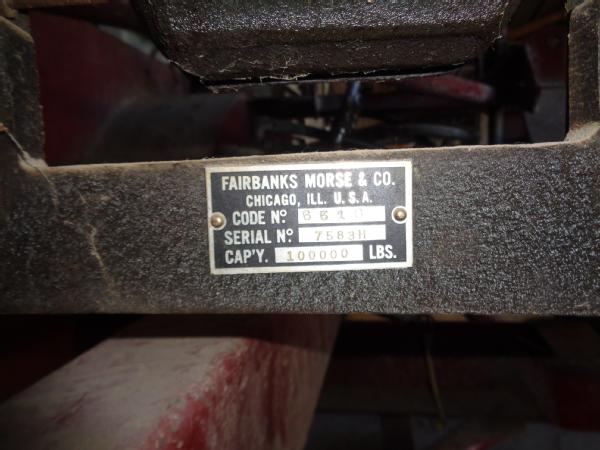 FAIRBANKS MORSE & CO.
CHICAGO, ILL. U.S.A.
CODE Nº.
SERIAL Nº. 7583H
CAP'Y. 100000 LBS.